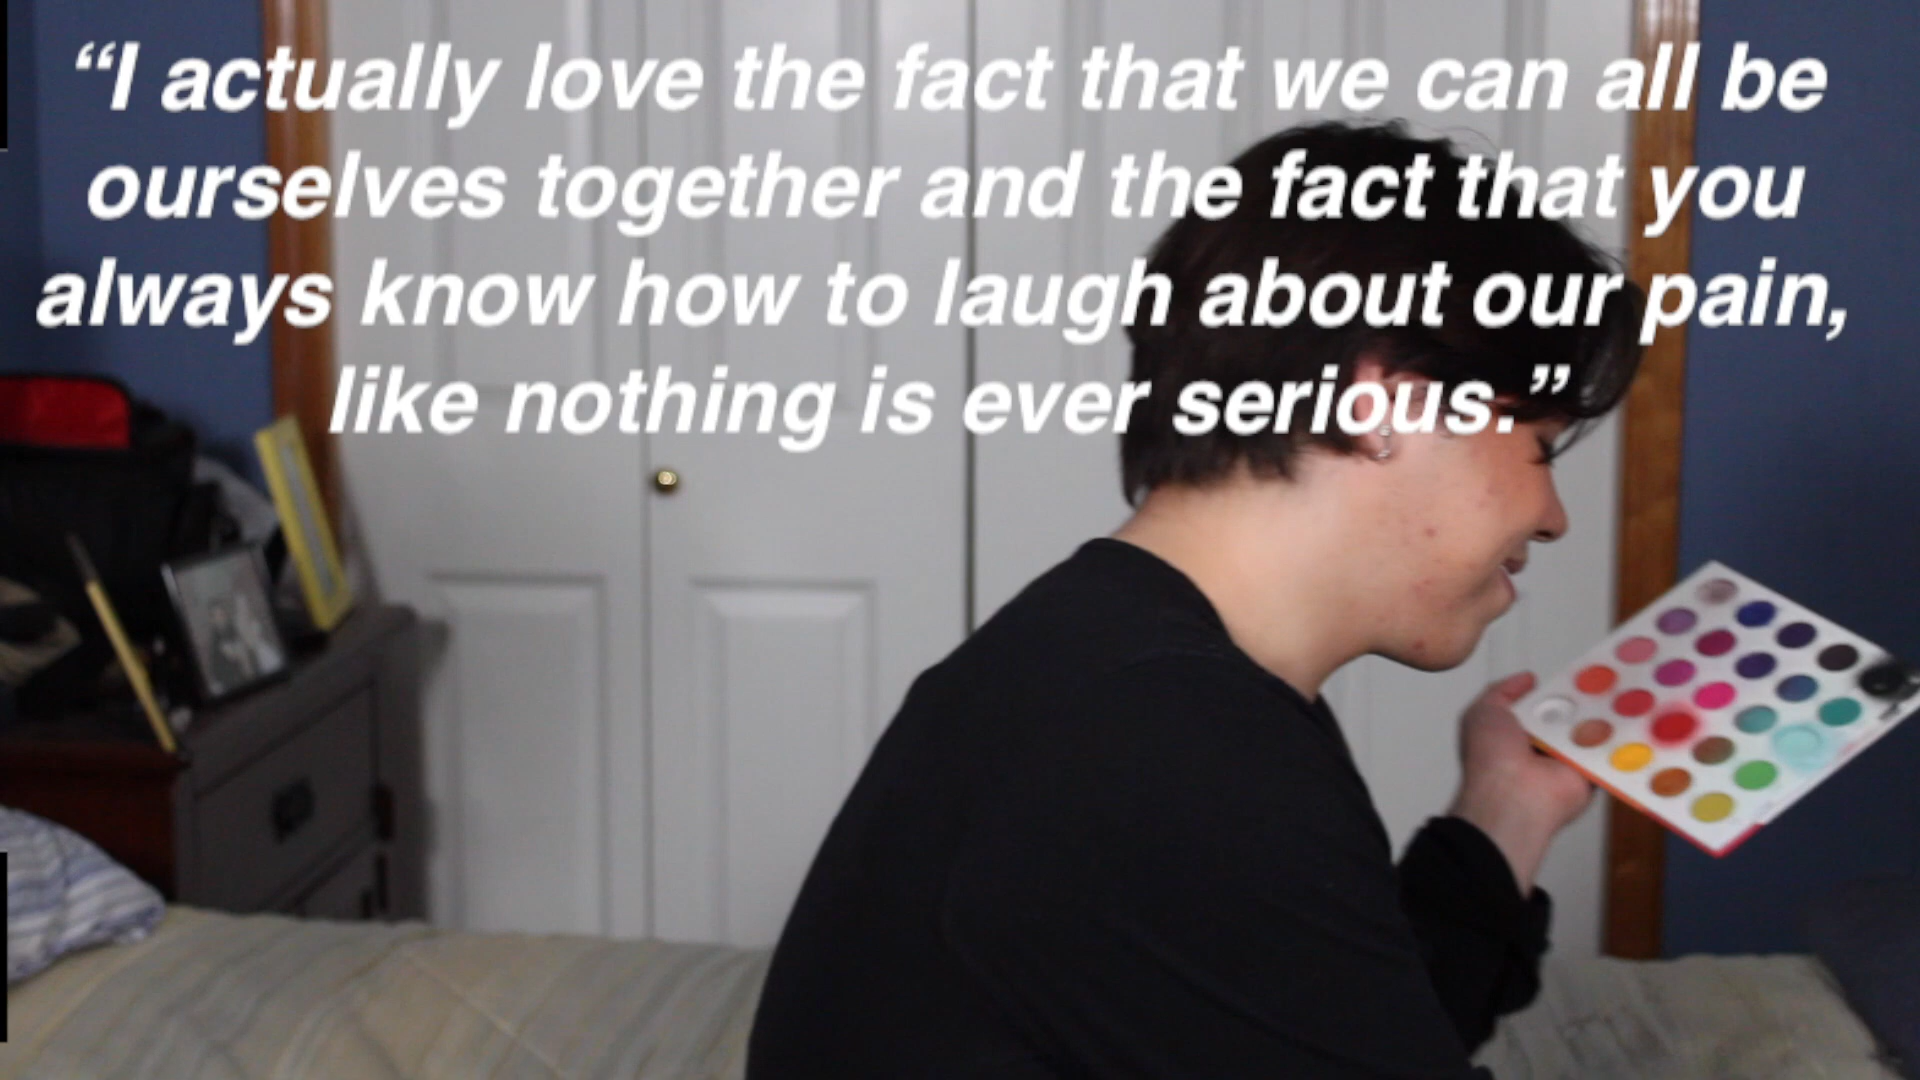 “I actually love the fact that we can all be
ourselves together and the fact that you
always know how to laugh about our pain,
like nothing is ever serious.”